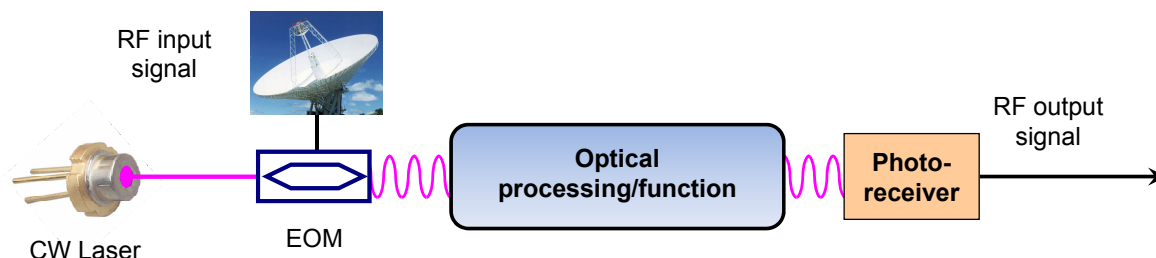 RF input
signal
CW Laser
EOM
Optical
processing/function
Photo-
receiver
RF output
signal